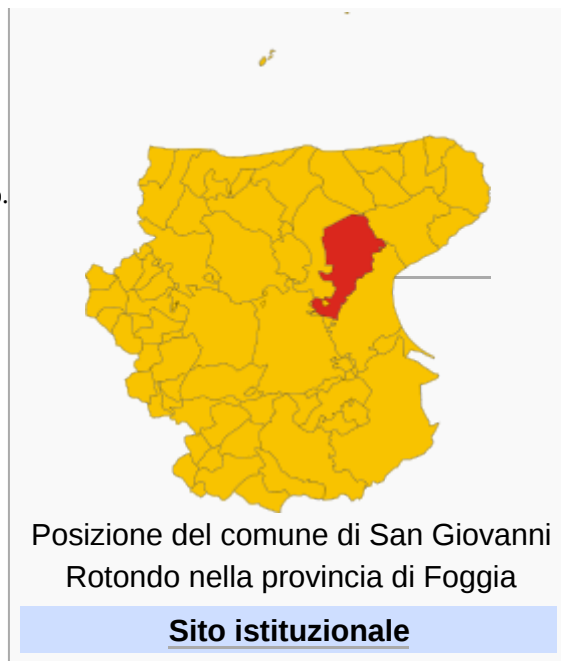 Posizione del comune di San Giovanni
Rotondo nella provincia di Foggia
Sito istituzionale